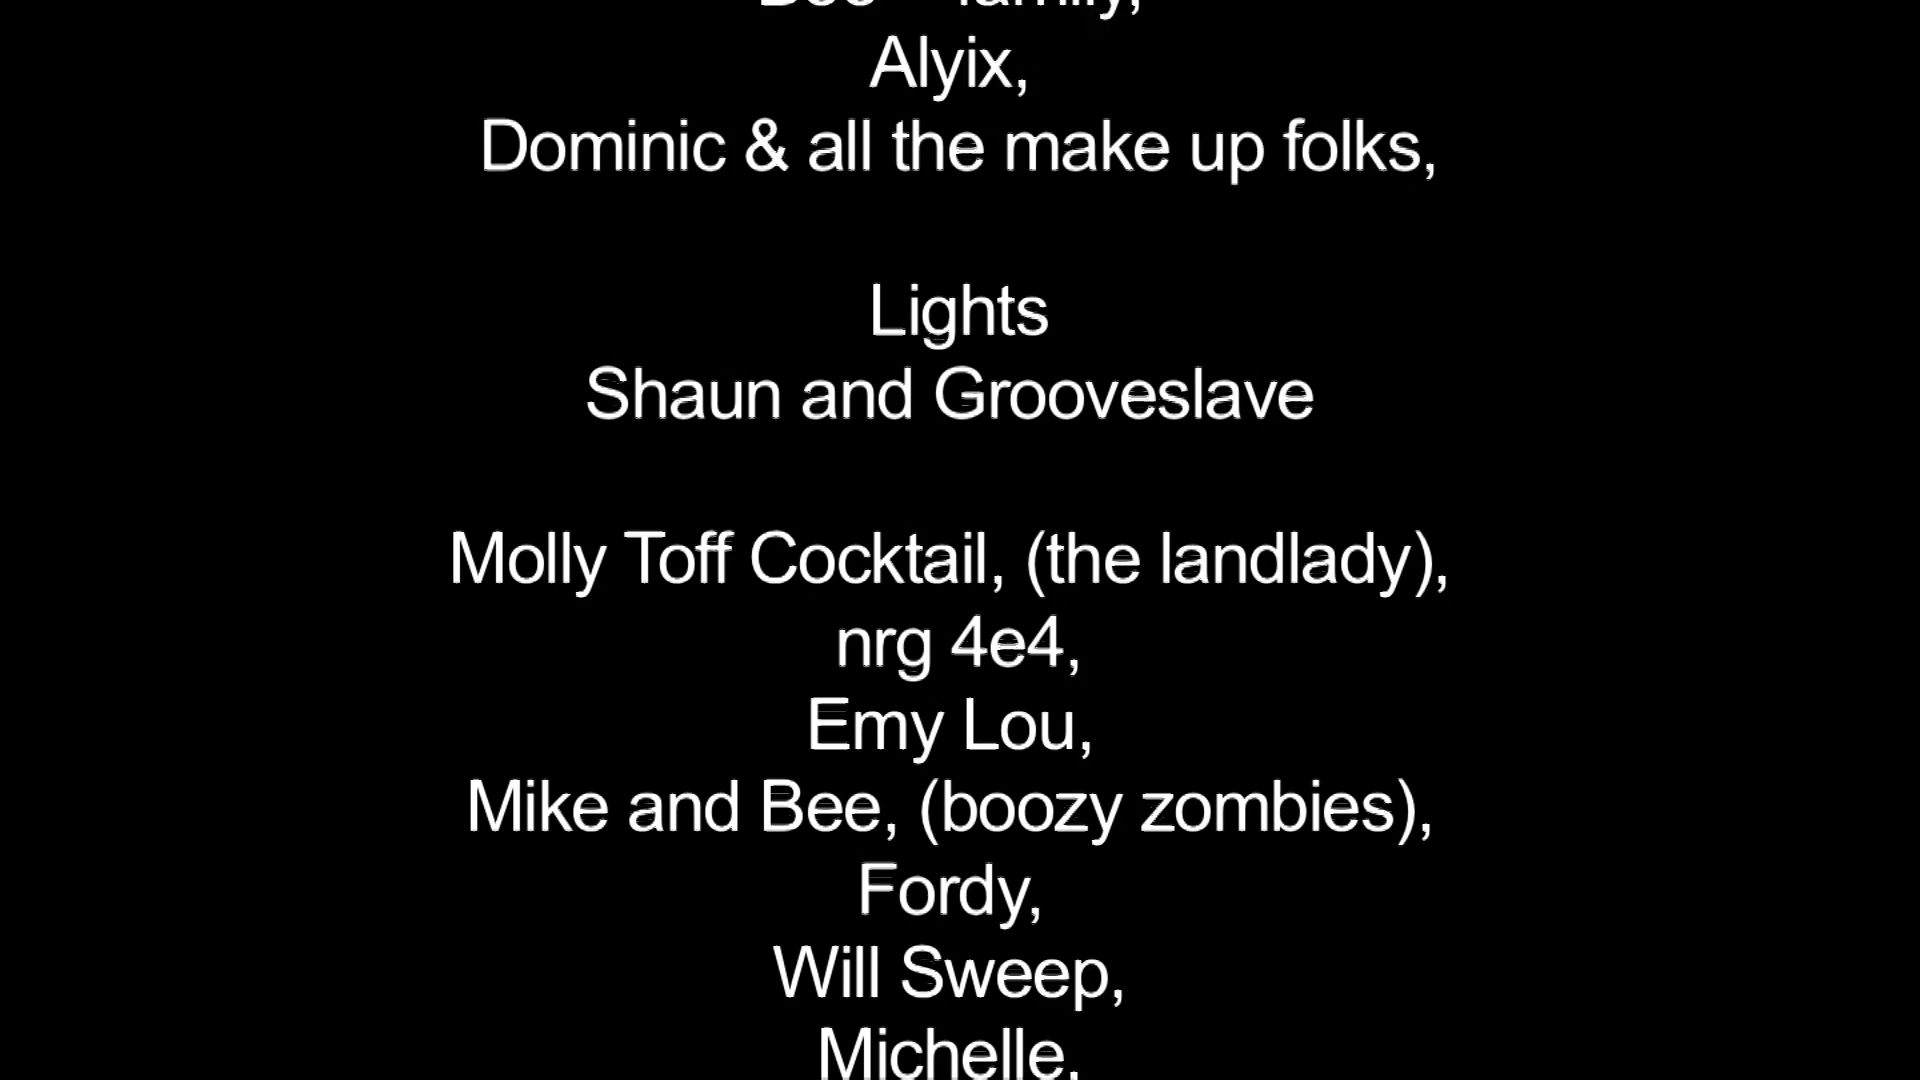 family,
Alyix,
Dominic & all the make up folks,
Lights
Shaun and Grooveslave
Molly Toff Cocktail, (the landlady),
nrg 4e4,
Emy Lou,
Mike and Bee, (boozy zombies),
Fordy,
Will Sweep,
Michelle,